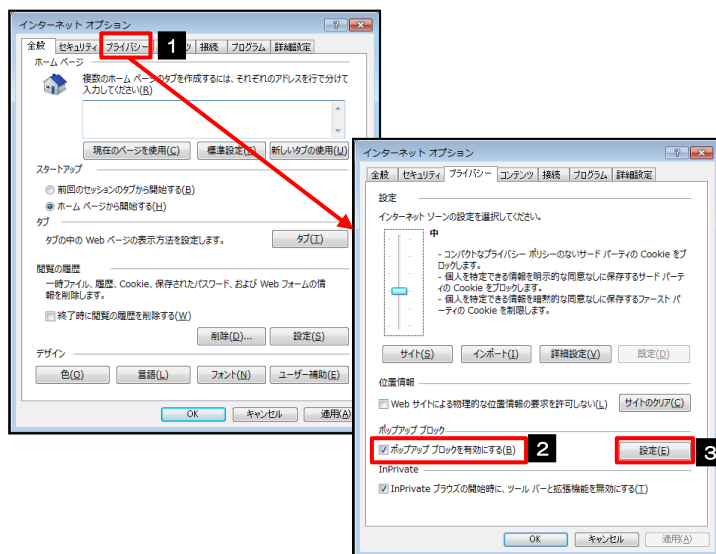 インターネット オプション
全般 セキュリティ プライバシー 1 ツ 接続 プログラム 詳細設定
ホーム ページ
複数のホーム ページのタブを作成するには、それぞれのアドレスを行で分けて
入力してください(R)
現在のページを使用(C) 標準設定 新しいタブの使用(U)
スタートアップ
前回のセッションのタブから開始する(B)
ホーム ページから開始する(H)
タブ
タブの中の Web ページの表示方法を設定します。 タブ(T)
閲覧の履歴
一時ファイル、履歴、Cookie、保存されたパスワード、および Web フォームの情
報を削除します。
終了時に閲覧の履歴を削除する(W)
削除(D)... 設定(S)
デザイン
色(O) 言語(L) フォント(N) ユーザー補助(E)
OK キャンセル 適用(A)
インターネット オプション
全般 セキュリティ プライバシー コンテンツ 接続 プログラム 詳細設定
設定
インターネット ゾーンの設定を選択してください。
中
- コンパクトなプライバシー ポリシーのないサード パーティの Cookie をブ
ロックします。
- 個人を特定できる情報を明示的な同意なしに保存するサード パーテ
ィの Cookie をブロックします。
- 個人を特定できる情報を暗黙的な同意なしに保存するファースト パ
ーティの Cookie を制限します。
サイト(S) インポート(I) 詳細設定(V) 既定(D)
位置情報
Web サイトによる物理的な位置情報の要求を許可しない(L) サイトのクリア(C)
ポップアップ ブロック
ポップアップ ブロックを有効にする(B) 2 設定(E) 3
InPrivate
InPrivate ブラウズの開始時に、ツール バーと拡張機能を無効にする(T)
OK キャンセル 適用(A)